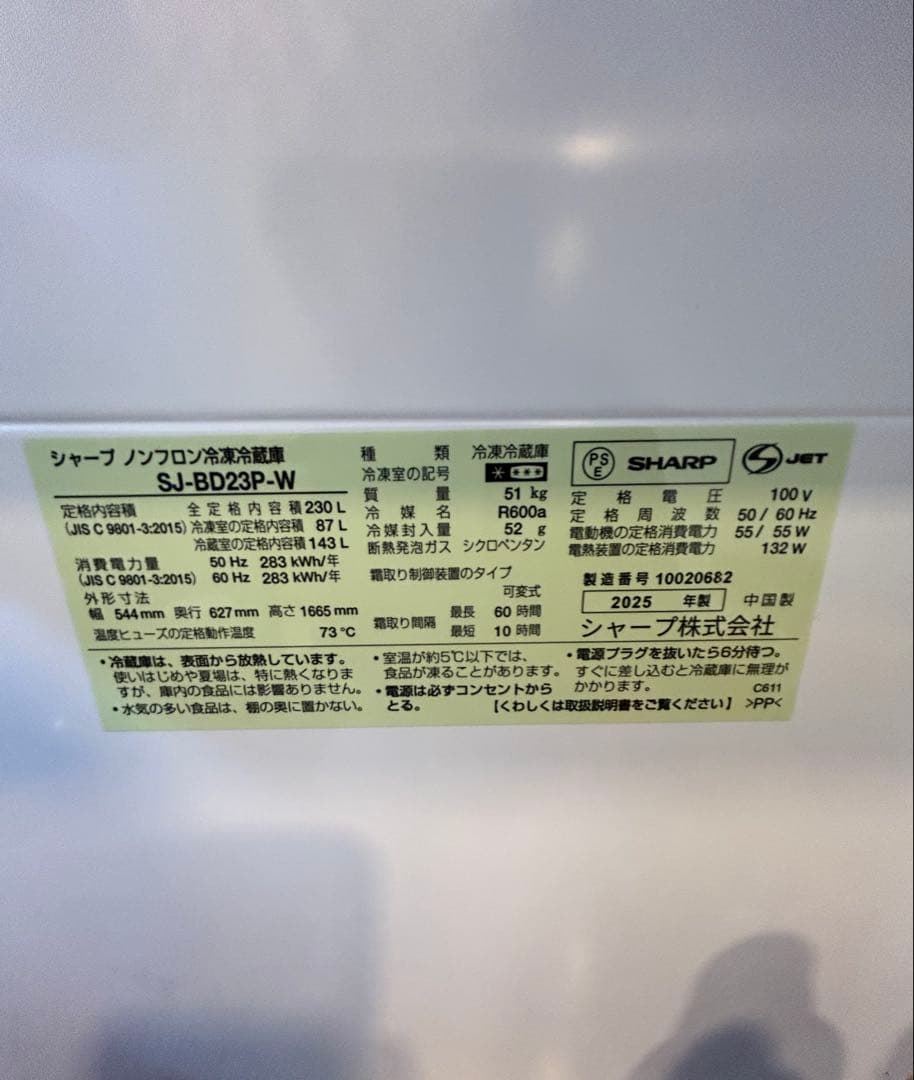 シャープ ノンフロン冷凍冷蔵庫
SJ-BD23P-W
定格内容積 全定格内容積 230 L
(JIS C 9801-3:2015) 冷凍室の定格内容積 87 L
冷蔵室の定格内容積 143 L
消費電力量 50 Hz 283 kWh/年
(JIS C 9801-3:2015) 60 Hz 283 kWh/年
外形寸法
幅 544 mm 奥行 627 mm 高さ 1665 mm
温度ヒューズの定格動作温度 73 ℃
種類 冷凍冷蔵庫
冷凍室の記号 * ***
質量 51 kg
冷媒名 R600a
冷媒封入量 52 g
断熱発泡ガス シクロペンタン
霜取り制御装置のタイプ
可変式
霜取り間隔 最長 60 時間
最短 10 時間
PSE SHARP JET
定格電圧 100 V
定格周波数 50 / 60 Hz
電動機の定格消費電力 55 / 55 W
電熱装置の定格消費電力 132 W
製造番号 10020682
2025 年製 中国製
シャープ株式会社
・冷蔵庫は、表面から放熱しています。
使いはじめや夏場は、特に熱くなりま
すが、庫内の食品には影響ありません。
・水気の多い食品は、棚の奥に置かない。
・室温が約5℃以下では、
食品が凍ることがあります。
・電源は必ずコンセントから
とる。
・電源プラグを抜いたら6分待つ。
すぐに差し込むと冷蔵庫に無理が
かかります。 C611
【くわしくは取扱説明書をご覧ください】 >PP<